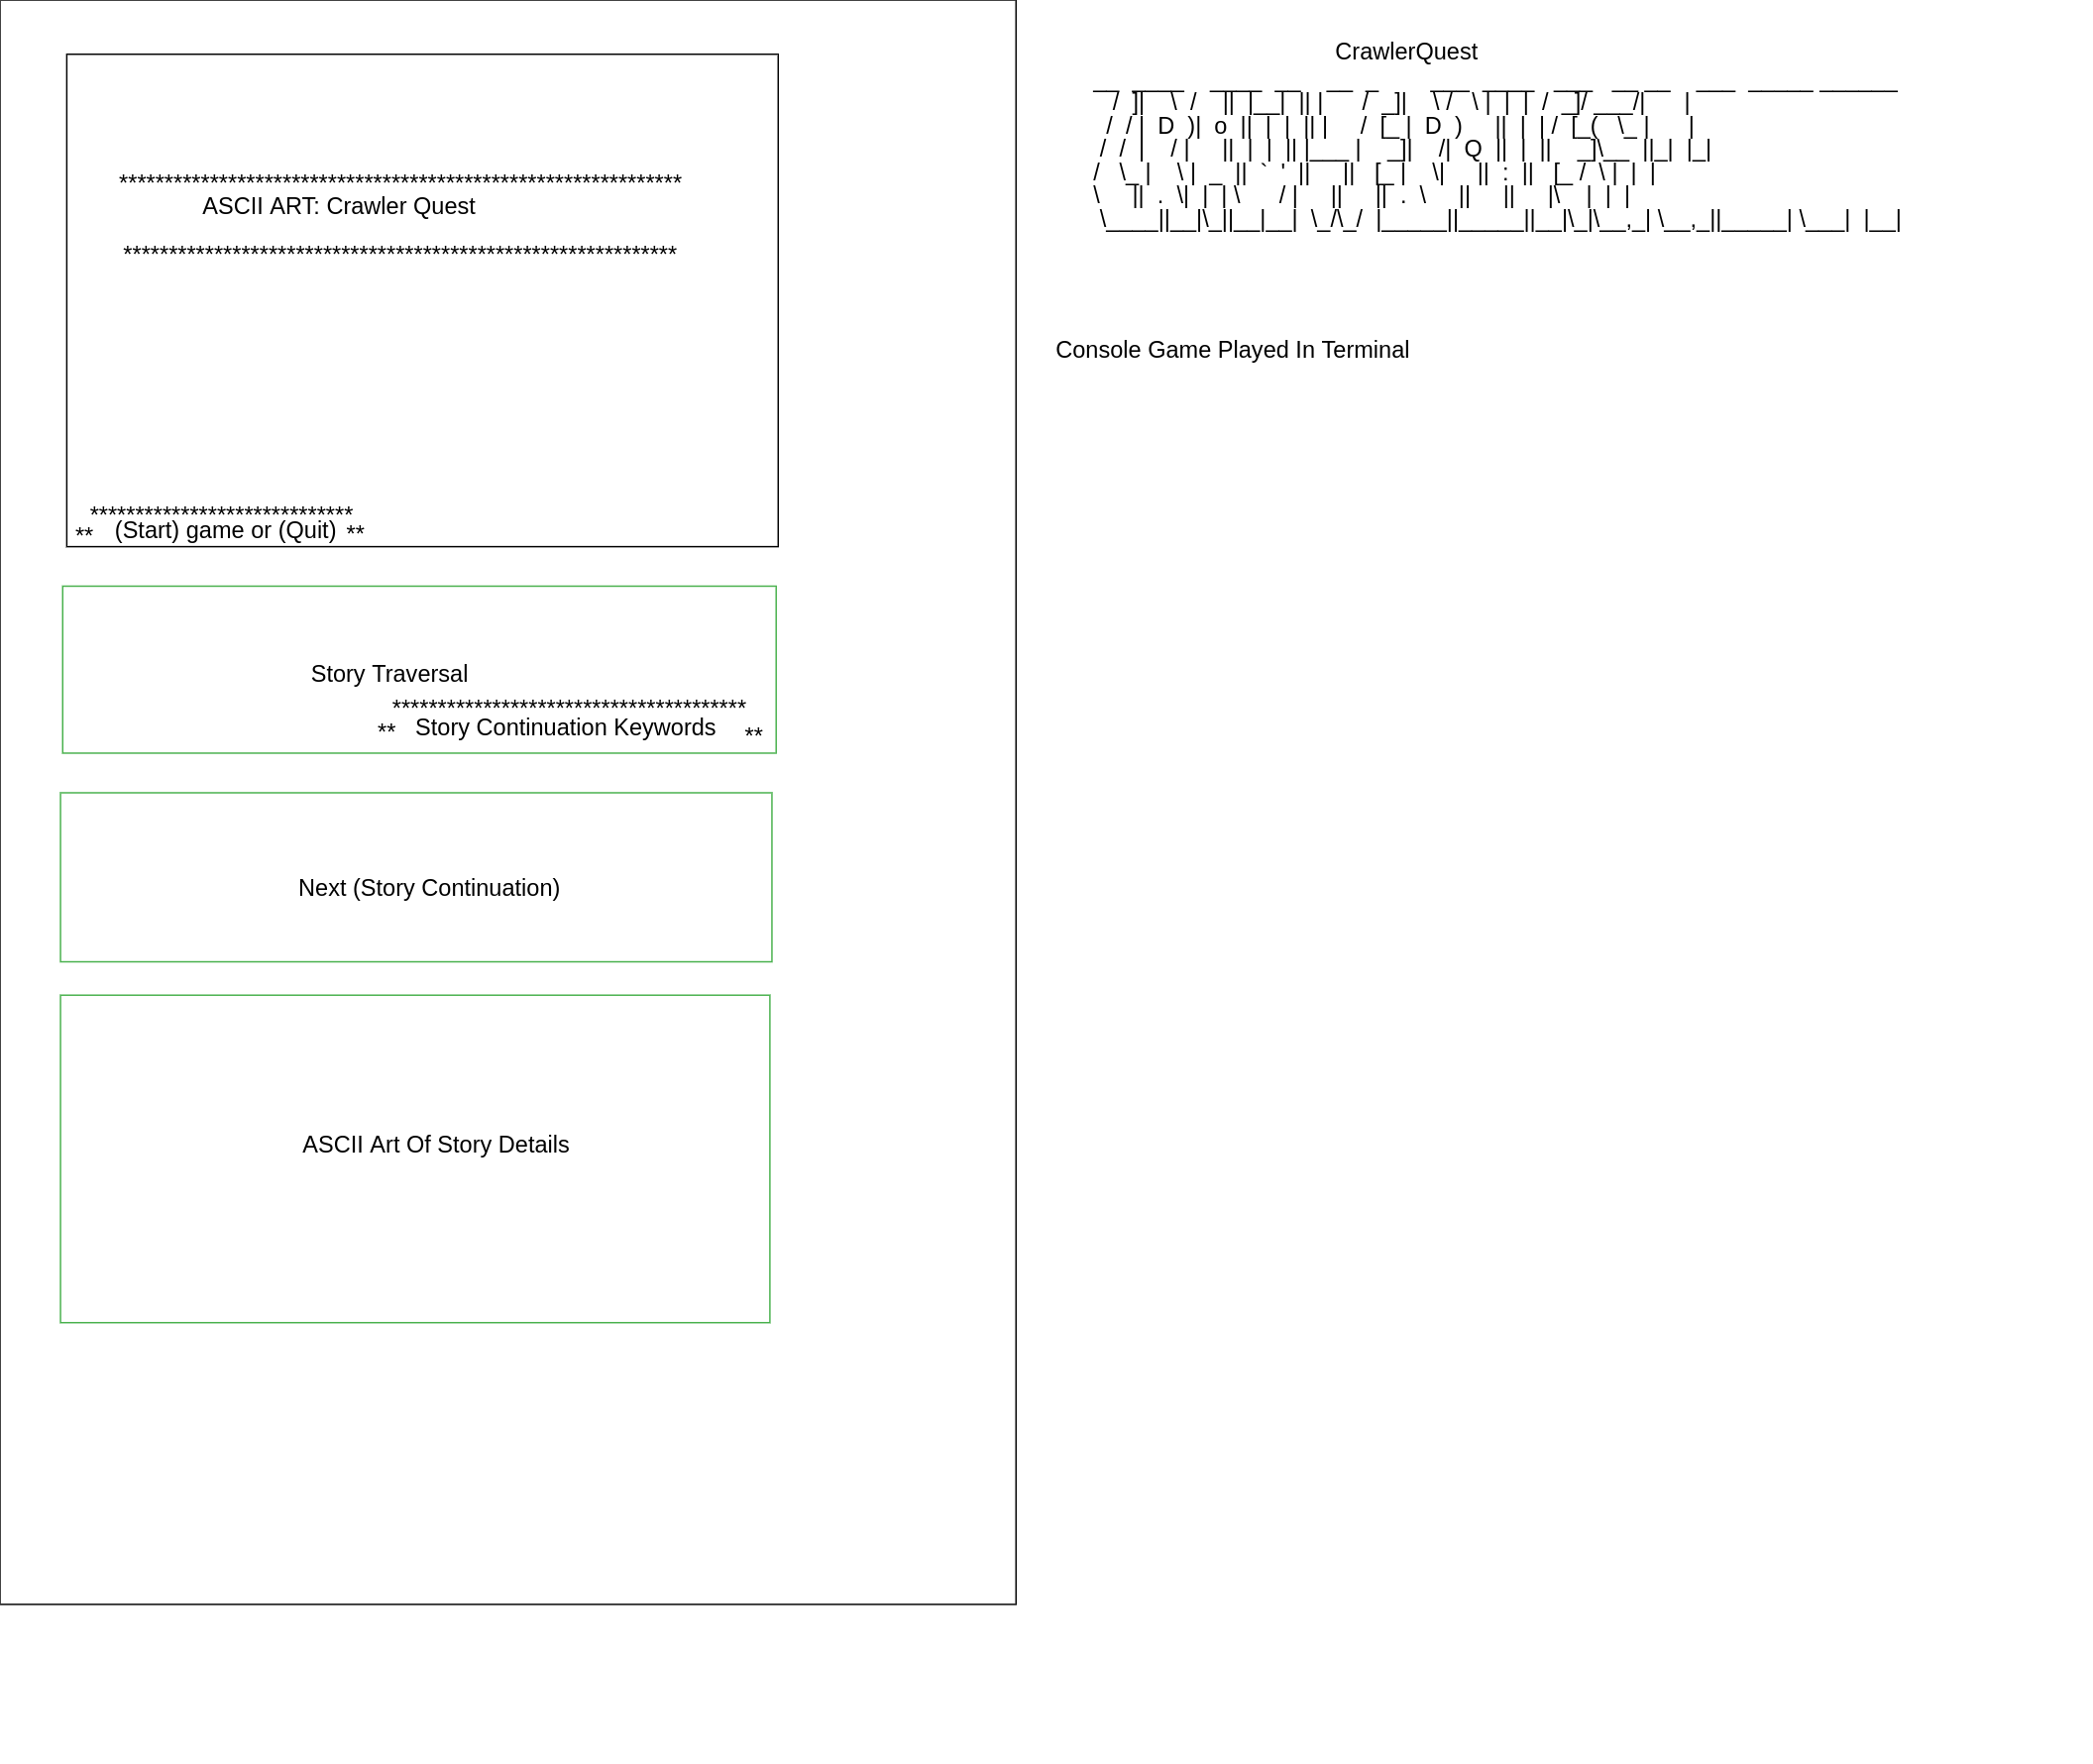 CrawlerQuest
************************************************************
ASCII ART: Crawler Quest
************************************************************
Console Game Played In Terminal
*****************************
** (Start) game or (Quit) **
Story Traversal
***************************************
** Story Continuation Keywords **
Next (Story Continuation)
ASCII Art Of Story Details